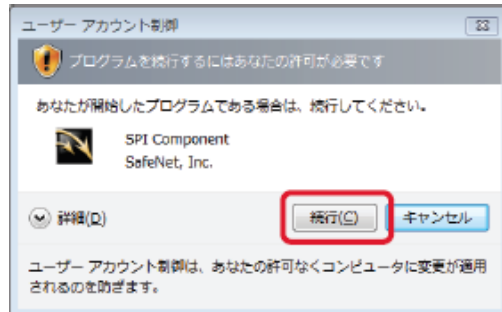 ユーザー アカウント制御
プログラムを続行するにはあなたの許可が必要です
あなたが開始したプログラムである場合は、続行してください。
SPI Component
SafeNet, Inc.
詳細(D)
続行(C)
キャンセル
ユーザー アカウント制御は、あなたの許可なくコンピュータに変更が適用
されるのを防ぎます。